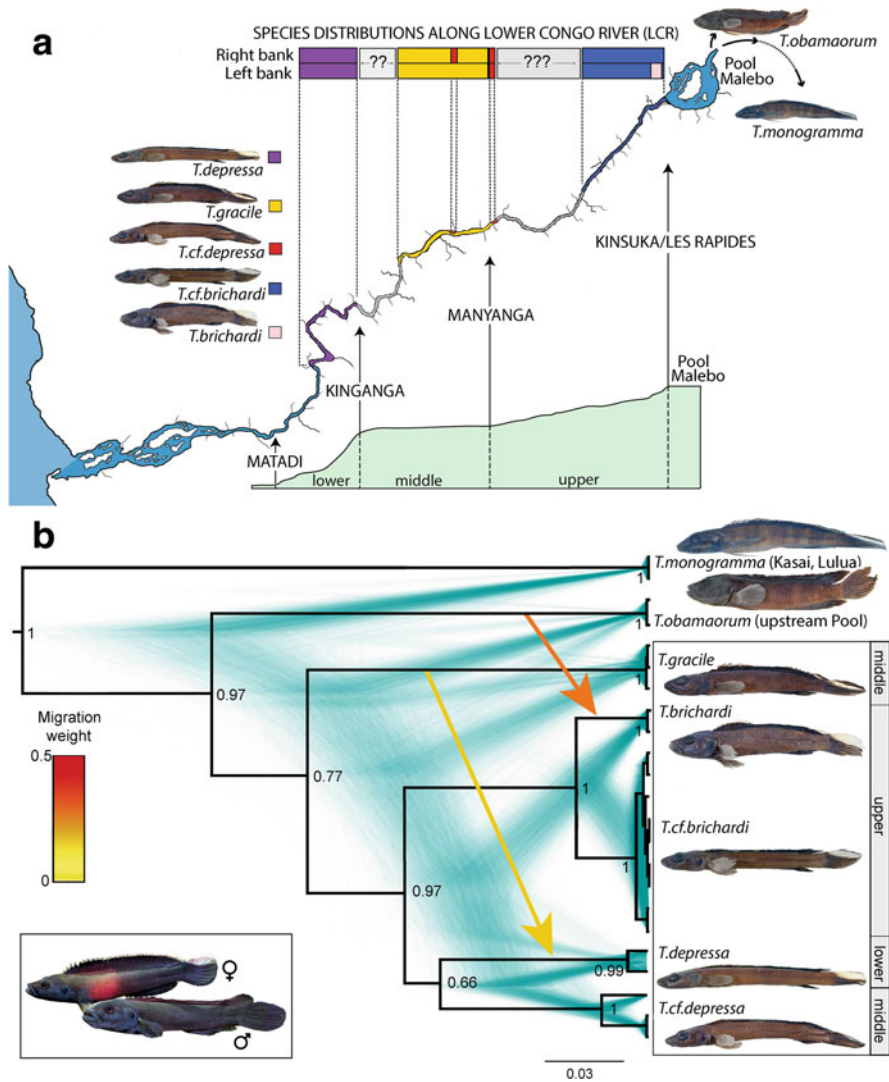 a
SPECIES DISTRIBUTIONS ALONG LOWER CONGO RIVER (LCR)
Right bank
Left bank
??
???
T.obamaorum
Pool
Malebo
T.monogramma
T.depressa
T.gracile
T.cf.depressa
T.cf.brichardi
T.brichardi
KINSUKA/LES RAPIDES
MANYANGA
KINGANGA
MATADI
Pool
Malebo
lower
middle
upper
b
T.monogramma (Kasai, Lulua)
1
T.obamaorum (upstream Pool)
1
1
0.97
T.gracile
1
middle
T.brichardi
1
0.77
1
upper
T.cf.brichardi
1
0.97
T.depressa
0.99
lower
0.66
T.cf.depressa
1
middle
Migration
weight
0.5
0
♀
♂
0.03